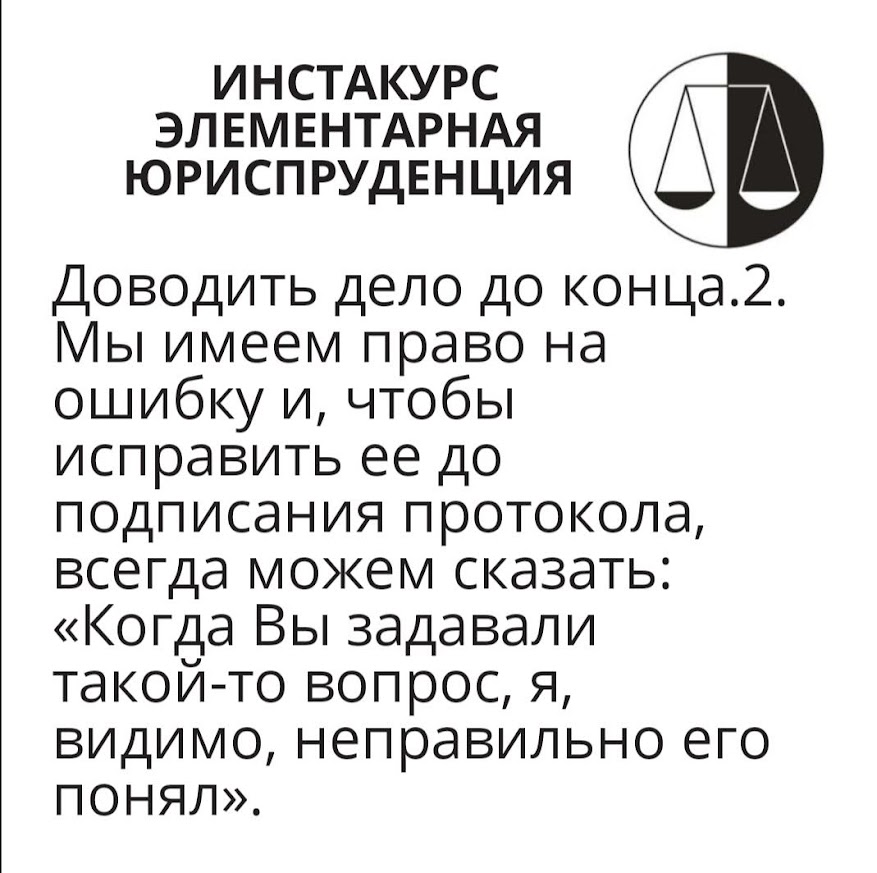 ИНСТАКУРС
ЭЛЕМЕНТАРНАЯ
ЮРИСПРУДЕНЦИЯ
Доводить дело до конца.2.
Мы имеем право на
ошибку и, чтобы
исправить ее до
подписания протокола,
всегда можем сказать:
«Когда Вы задавали
такой-то вопрос, я,
видимо, неправильно его
понял».